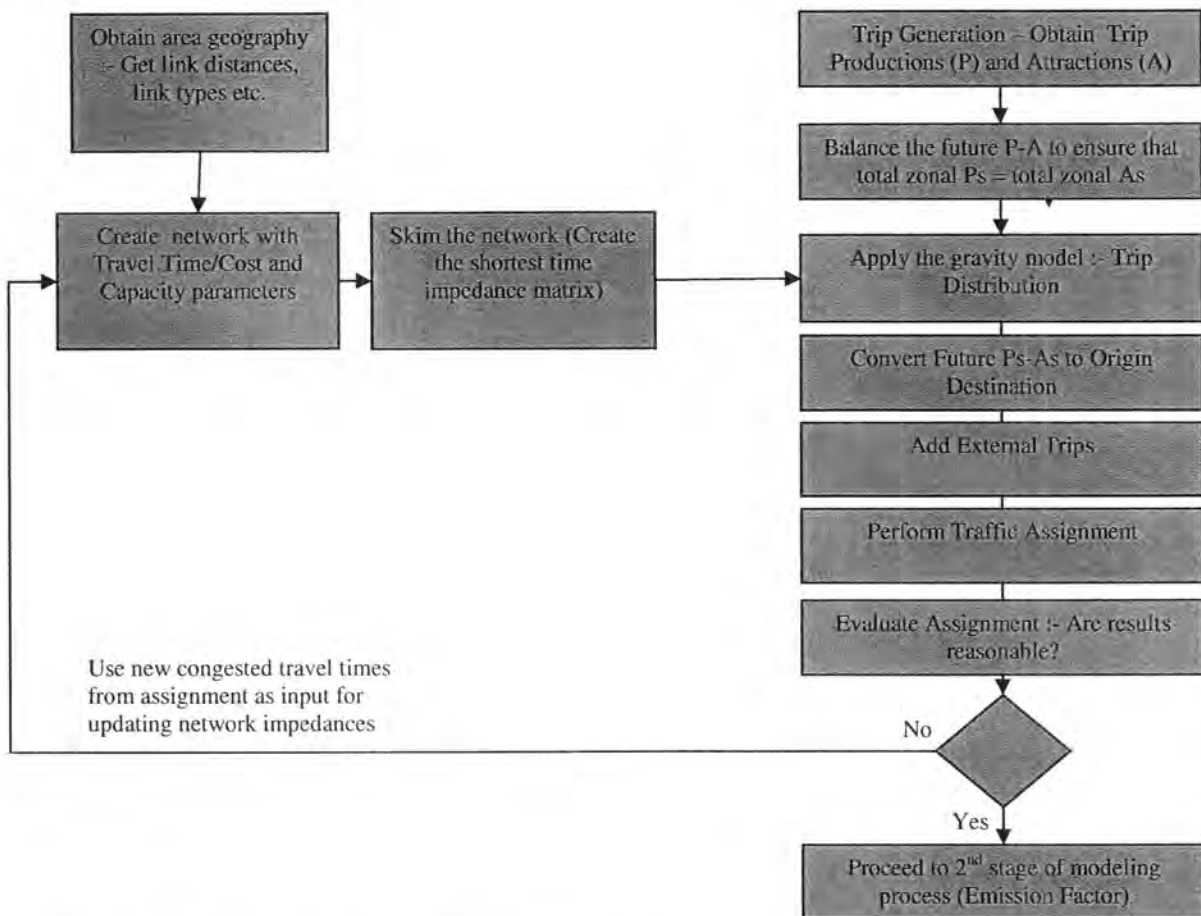 Obtain area geography
:- Get link distances,
link types etc.
Create network with
Travel Time/Cost and
Capacity parameters
Skim the network (Create
the shortest time
impedance matrix)
Trip Generation – Obtain Trip
Productions (P) and Attractions (A)
Balance the future P-A to ensure that
total zonal Ps = total zonal As
Apply the gravity model :- Trip
Distribution
Convert Future Ps-As to Origin
Destination
Add External Trips
Perform Traffic Assignment
Evaluate Assignment :- Are results
reasonable?
Use new congested travel times
from assignment as input for
updating network impedances
No
Yes
Proceed to 2nd stage of modeling
process (Emission Factor)